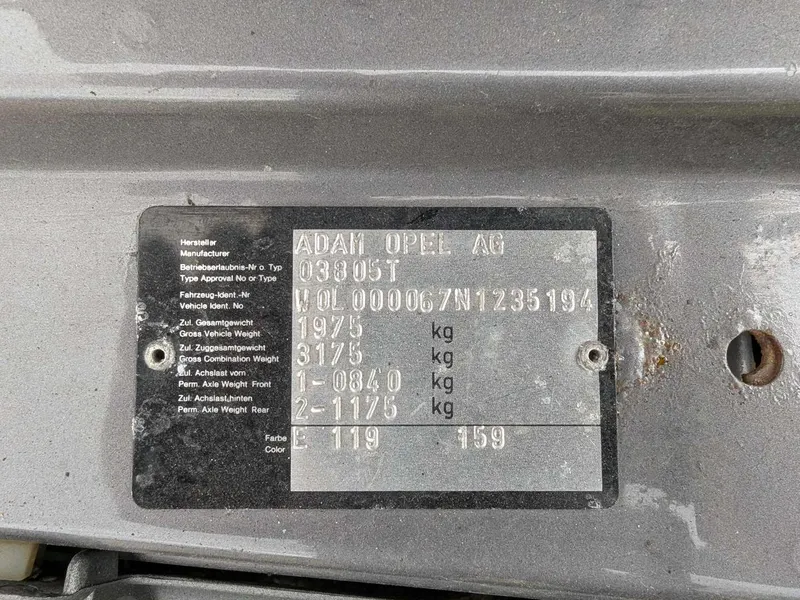 Hersteller
Manufacturer
ADAM OPEL AG
Betriebserlaubnis-Nr o. Typ
Type Approval No or Type
03805T
Fahrzeug-Ident.-Nr
Vehicle Ident. No
W0L000067N1235194
Zul. Gesamtgewicht
Gross Vehicle Weight
1975 kg
Zul. Zuggesamtgewicht
Gross Combination Weight
3175 kg
Zul. Achslast vorn
Perm. Axle Weight Front
1-0840 kg
Zul. Achslast hinten
Perm. Axle Weight Rear
2-1175 kg
Farbe
Color
E 119 159